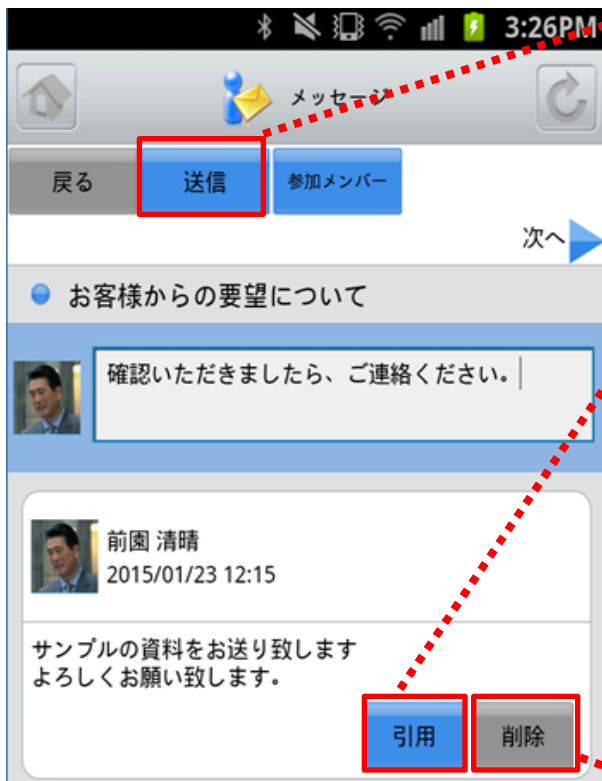 3:26PM
メッセージ
戻る 送信 参加メンバー
次へ
お客様からの要望について
確認いただきましたら、ご連絡ください。
前園 清晴
2015/01/23 12:15
サンプルの資料をお送り致します
よろしくお願い致します。
引用 削除